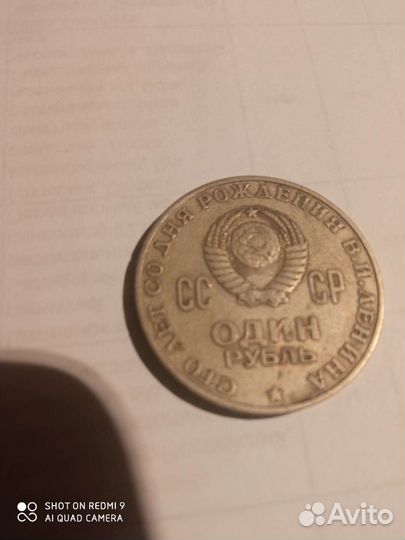 СТО ЛЕТ СО ДНЯ РОЖДЕНИЯ В.И. ЛЕНИНА
СС СР
ОДИН
РУБЛЬ
SHOT ON REDMI 9
AI QUAD CAMERA
Avito